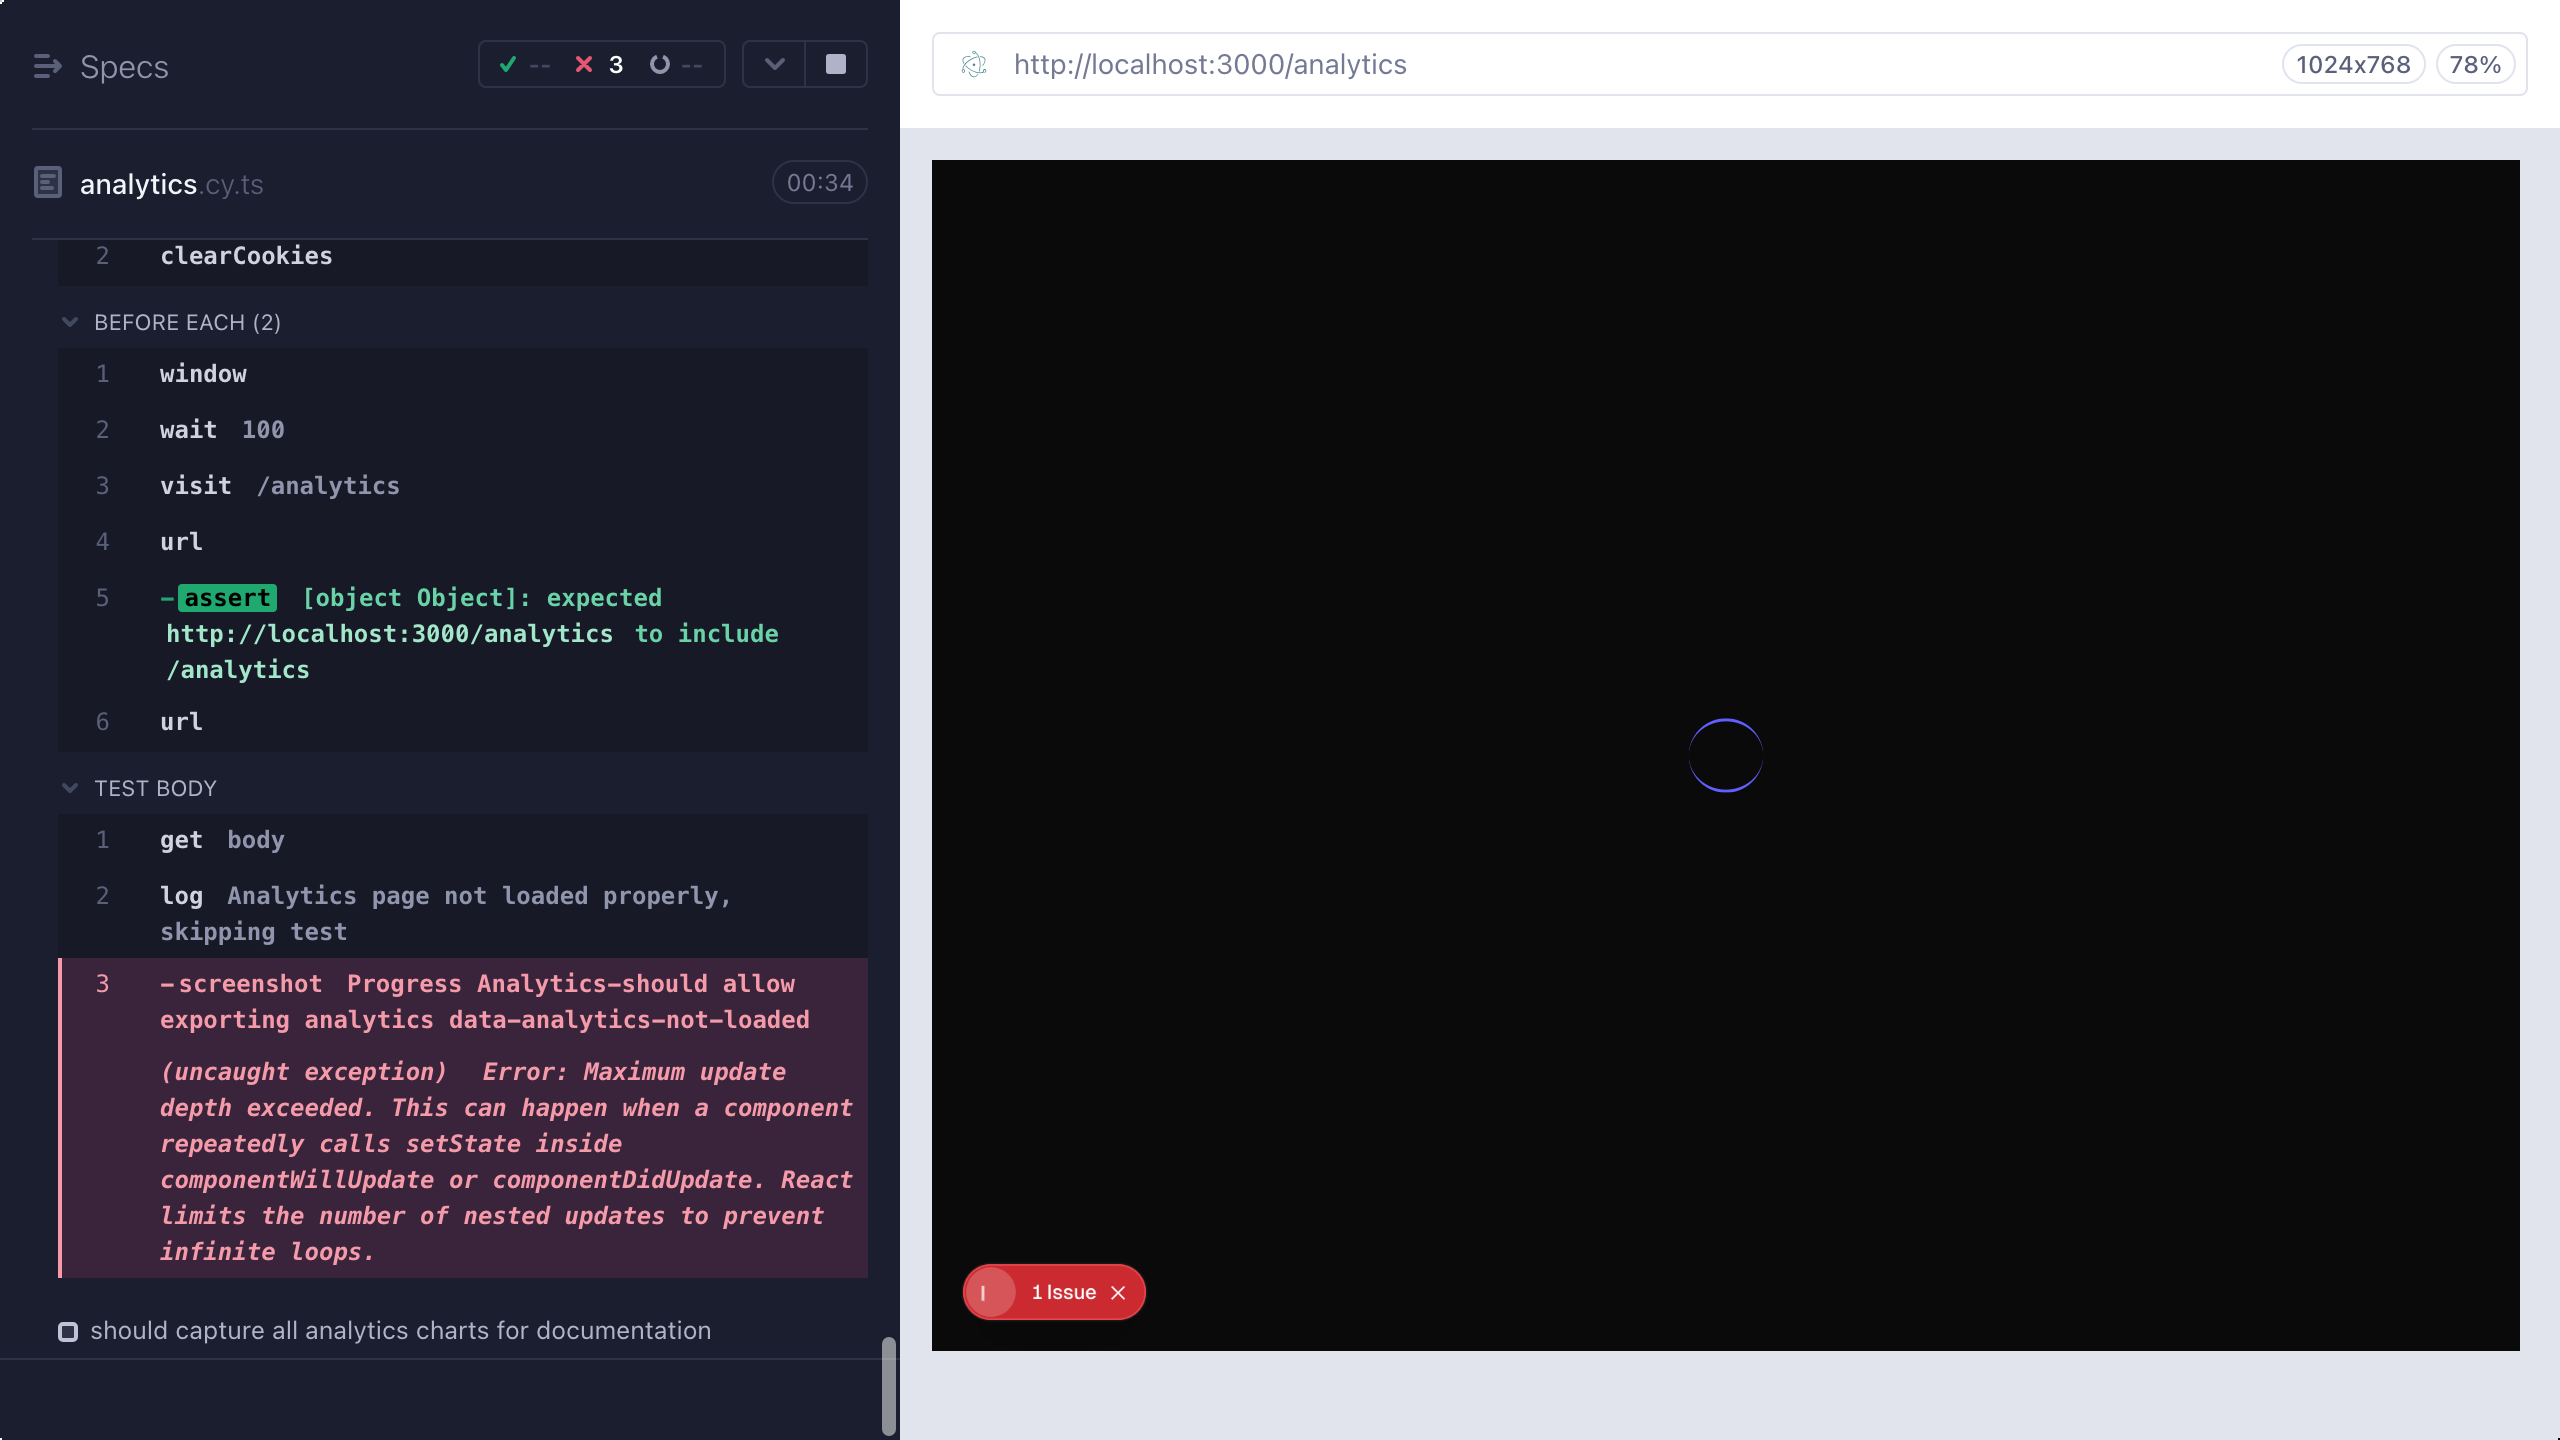 Specs
-- 3 --
analytics.cy.ts
00:34
2 clearCookies
BEFORE EACH (2)
1 window
2 wait 100
3 visit /analytics
4 url
5 -assert [object Object]: expected
http://localhost:3000/analytics to include
/analytics
6 url
TEST BODY
1 get body
2 log Analytics page not loaded properly,
skipping test
3 -screenshot Progress Analytics-should allow
exporting analytics data-analytics-not-loaded
(uncaught exception) Error: Maximum update
depth exceeded. This can happen when a component
repeatedly calls setState inside
componentWillUpdate or componentDidUpdate. React
limits the number of nested updates to prevent
infinite loops.
should capture all analytics charts for documentation
http://localhost:3000/analytics
1024x768
78%
1 Issue